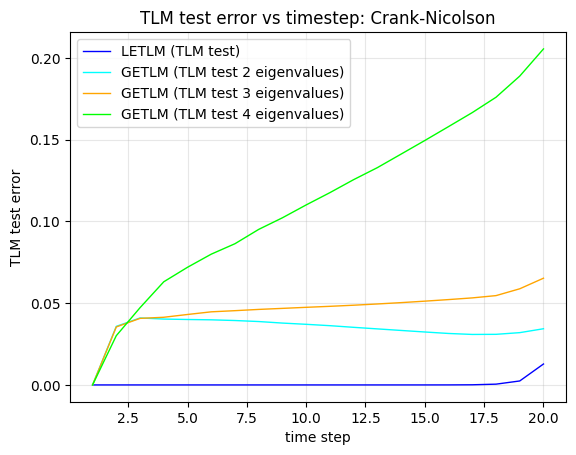 TLM test error vs timestep: Crank-Nicolson
LETLM (TLM test)
GETLM (TLM test 2 eigenvalues)
GETLM (TLM test 3 eigenvalues)
GETLM (TLM test 4 eigenvalues)
TLM test error
0.20
0.15
0.10
0.05
0.00
2.5 5.0 7.5 10.0 12.5 15.0 17.5 20.0
time step